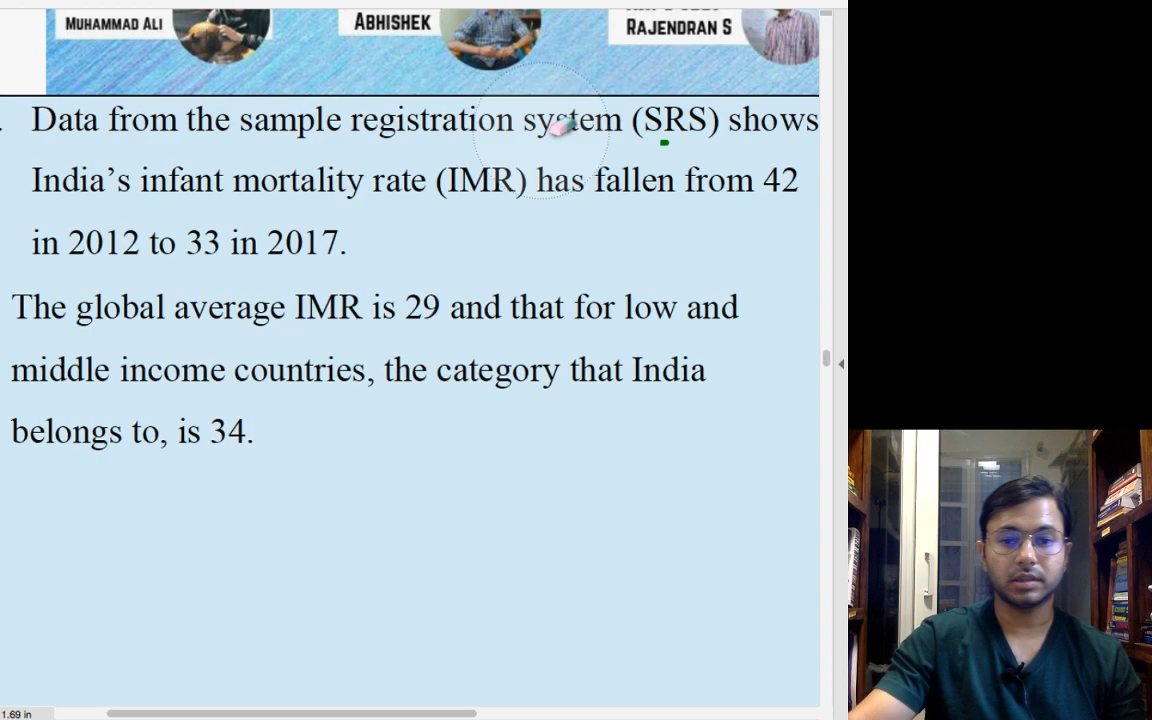 MUHAMMAD ALI
ABHISHEK
RAJENDRAN S
. Data from the sample registration system (SRS) shows
India’s infant mortality rate (IMR) has fallen from 42
in 2012 to 33 in 2017.
The global average IMR is 29 and that for low and
middle income countries, the category that India
belongs to, is 34.
1.69 in